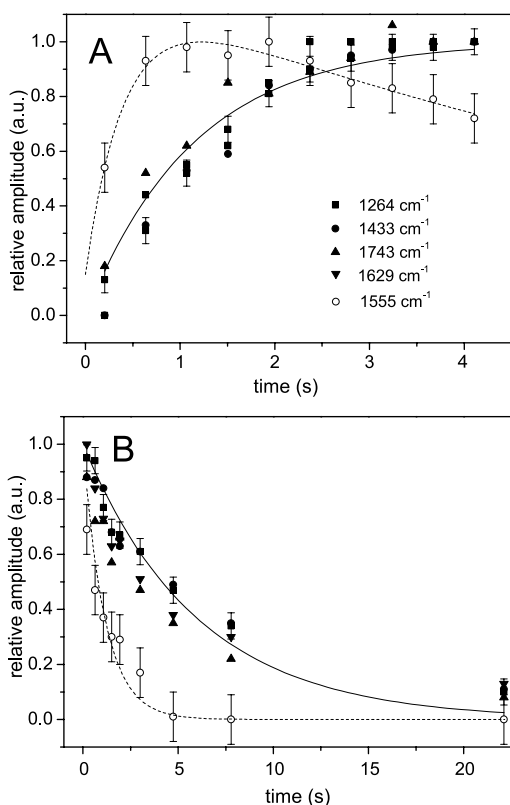 A
relative amplitude (a.u.)
1.0
0.8
0.6
0.4
0.2
0.0
1264 cm⁻¹
1433 cm⁻¹
1743 cm⁻¹
1629 cm⁻¹
1555 cm⁻¹
0 1 2 3 4
time (s)
B
relative amplitude (a.u.)
1.0
0.8
0.6
0.4
0.2
0.0
0 5 10 15 20
time (s)